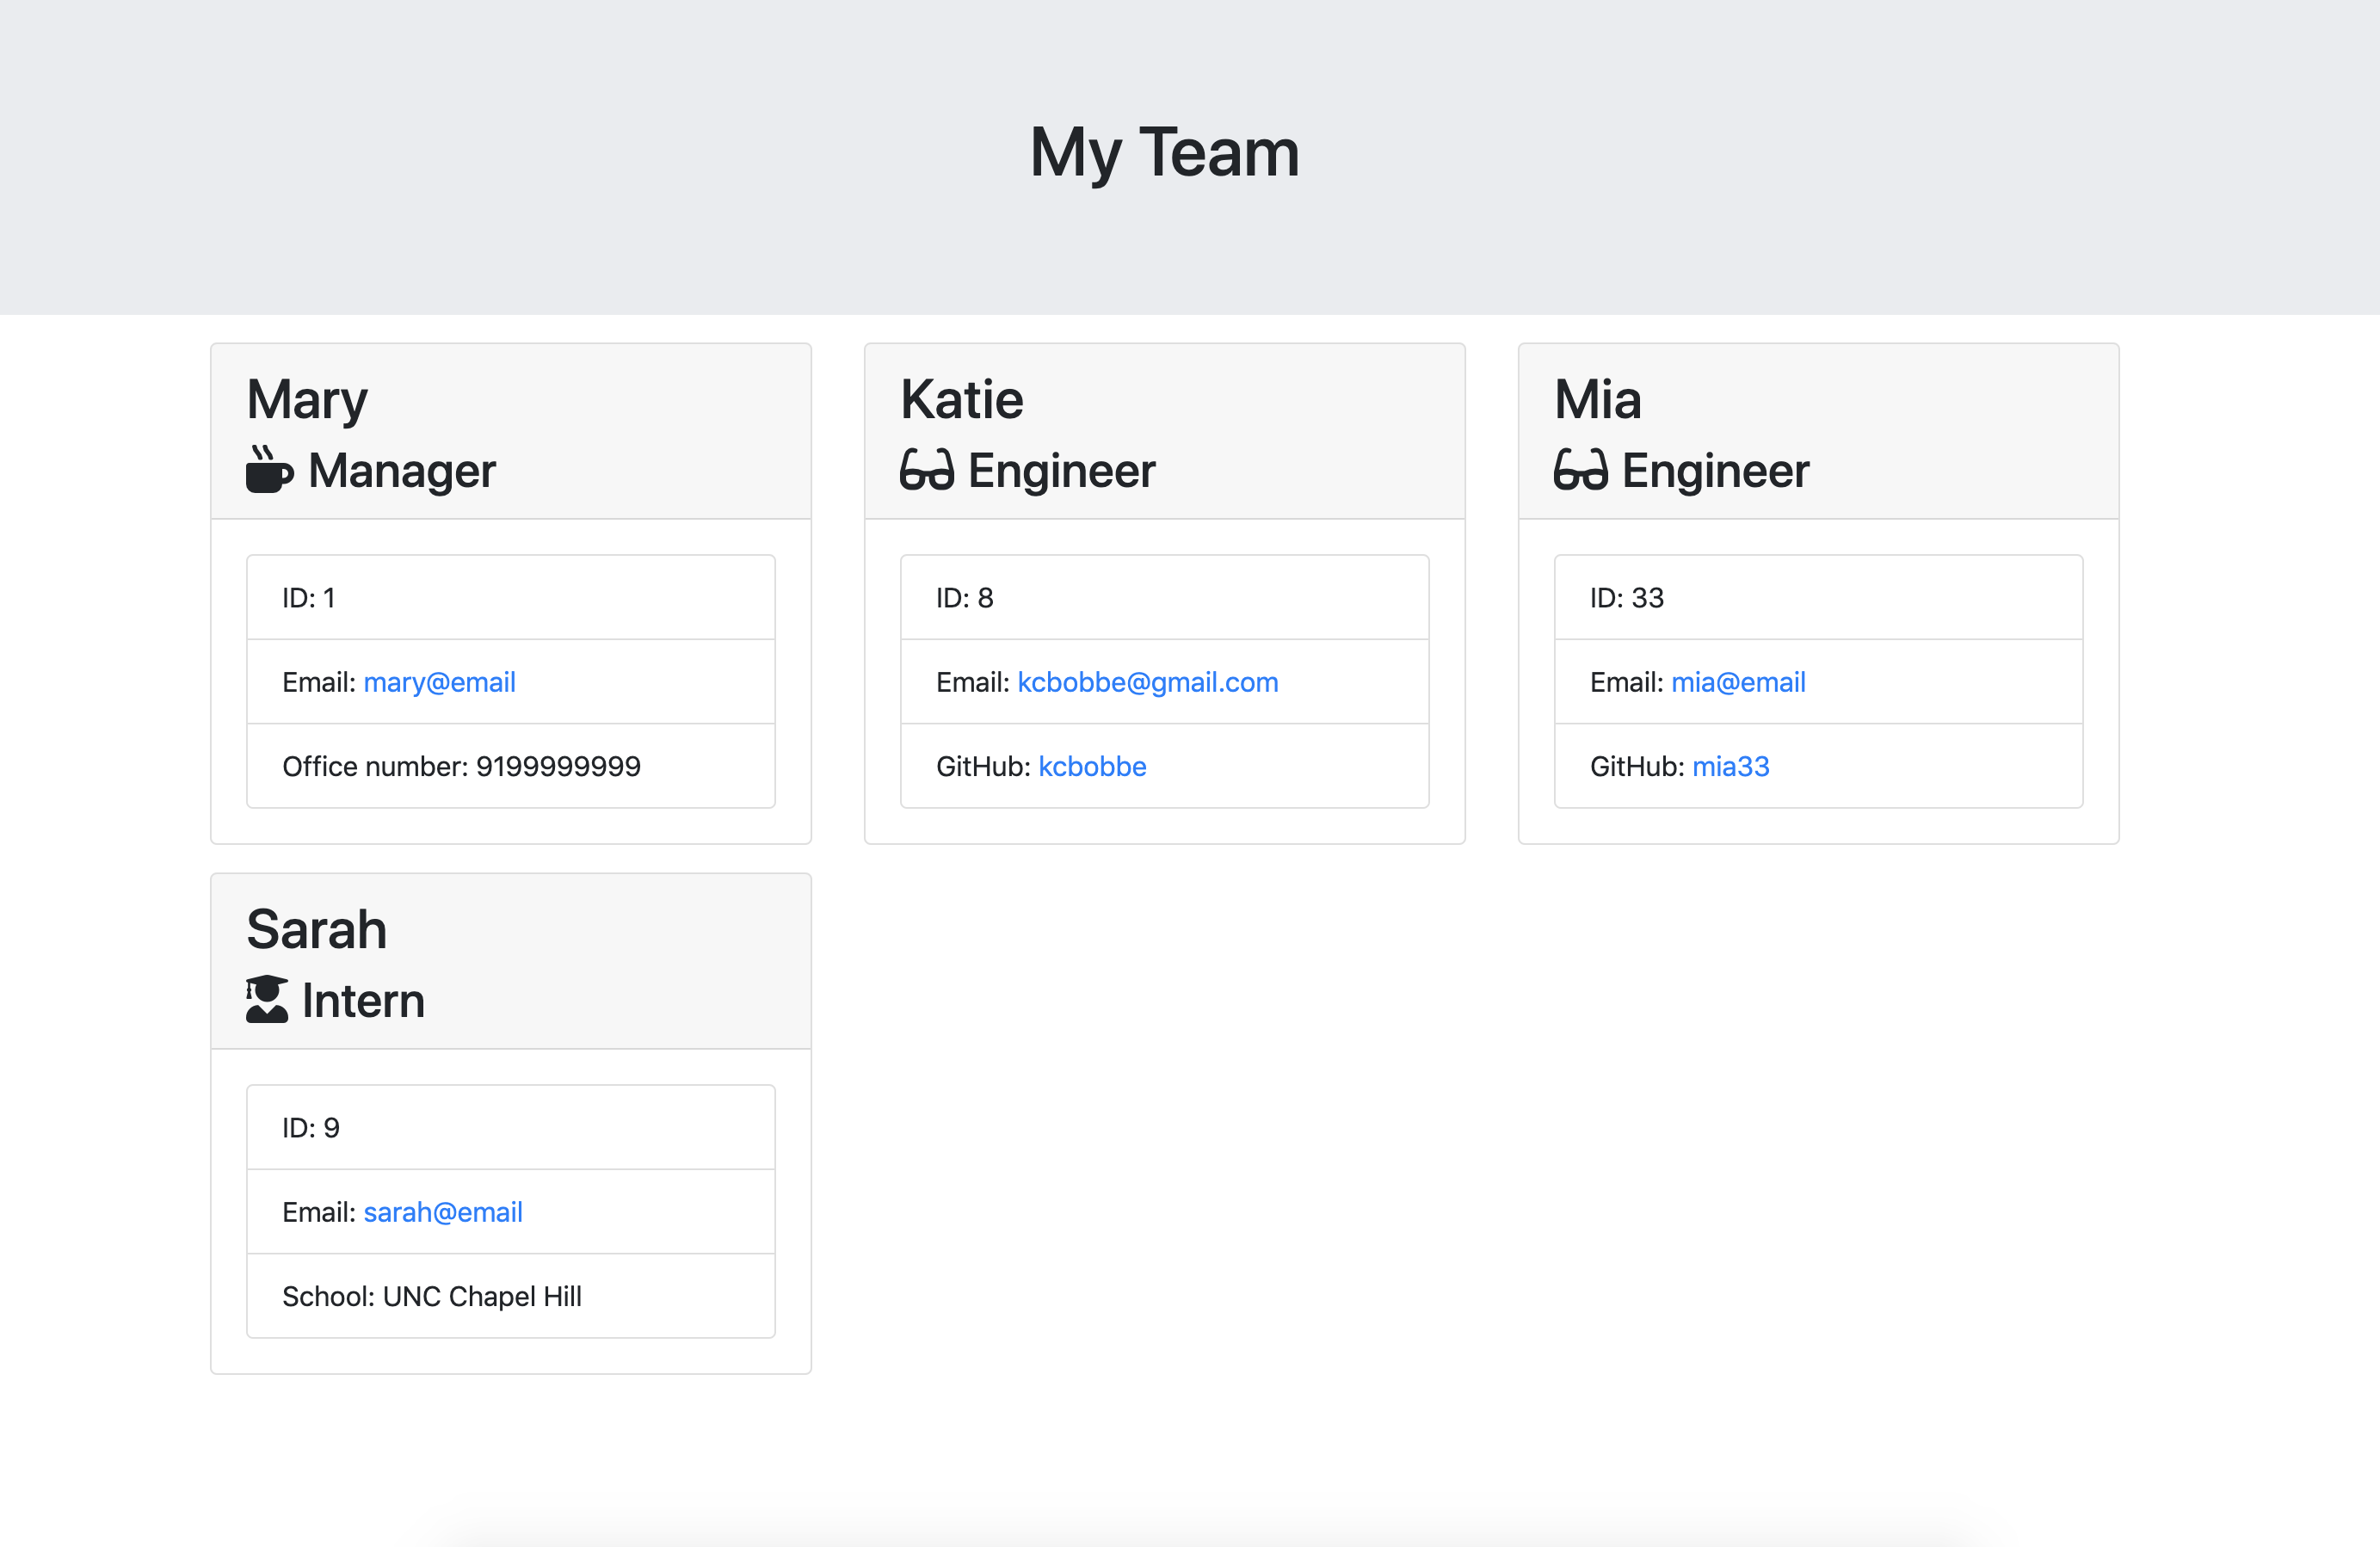 My Team
Mary
Manager
ID: 1
Email: mary@email
Office number: 9199999999
Katie
Engineer
ID: 8
Email: kcbobbe@gmail.com
GitHub: kcbobbe
Mia
Engineer
ID: 33
Email: mia@email
GitHub: mia33
Sarah
Intern
ID: 9
Email: sarah@email
School: UNC Chapel Hill